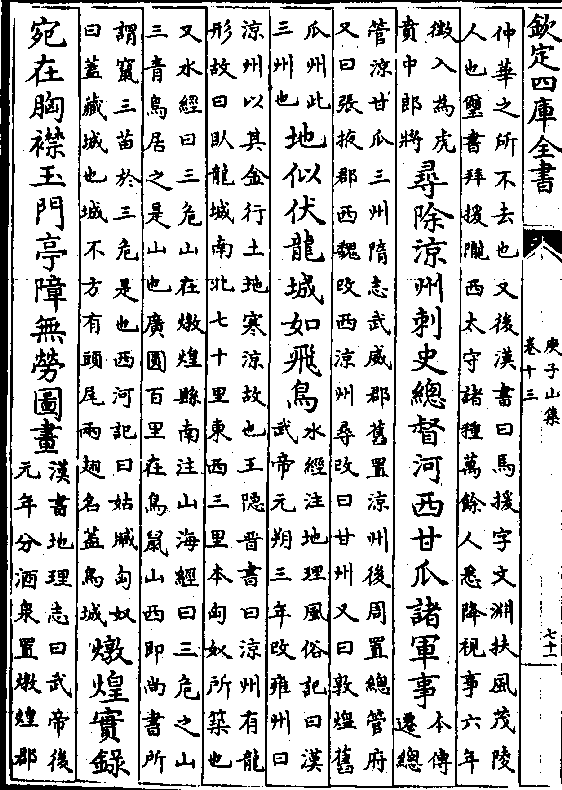 欽定四庫全書
庾子山集
卷十三
七十一
仲華之所不去也又後漢書曰馬援字文淵扶風茂陵
人也璽書拜援隴西太守諸種萬餘人悉降視事六年
徵入為虎
賁中郎將
尋除涼州刺史總督河西甘瓜諸軍事
本傳
遷總
管涼甘瓜三州隋志武威郡舊置涼州後周置總管府
又曰張掖郡西魏改西涼州尋改曰甘州又曰敦煌舊
瓜州此
三州也
地似伏龍城如飛鳥
水經注地理風俗記曰漢
武帝元朔三年改雍州曰
涼州以其金行土地寒涼故也王隱晉書曰涼州有龍
形故曰臥龍城南北七十里東西三里本匈奴所築也
又水經曰三危山在燉煌縣南注山海經曰三危之山
三青鳥居之是山也廣圓百里在鳥鼠山西即尚書所
謂竄三苗於三危是也西河記曰姑臧匈奴
曰蓋藏城也城不方有頭尾兩翅名蓋鳥城
燉煌實錄
宛在胸襟玉門亭障無勞圖畫
漢書地理志曰武帝後
元年分酒泉置燉煌郡